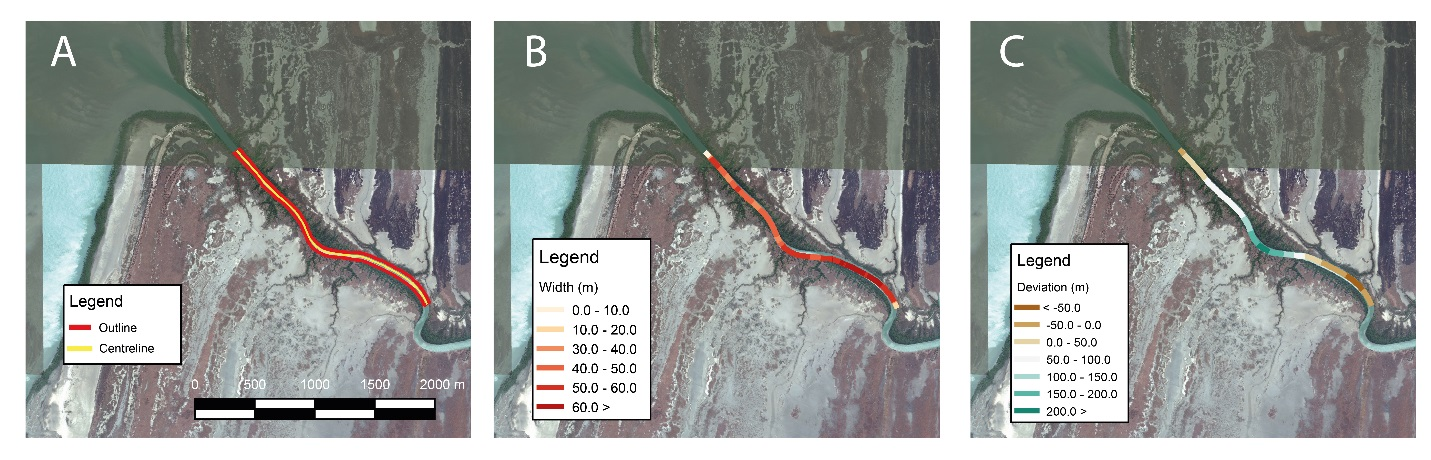 A
Legend
Outline
Centreline
0 500 1000 1500 2000 m
B
Legend
Width (m)
0.0 - 10.0
10.0 - 20.0
30.0 - 40.0
40.0 - 50.0
50.0 - 60.0
60.0 >
C
Legend
Deviation (m)
< -50.0
-50.0 - 0.0
0.0 - 50.0
50.0 - 100.0
100.0 - 150.0
150.0 - 200.0
200.0 >